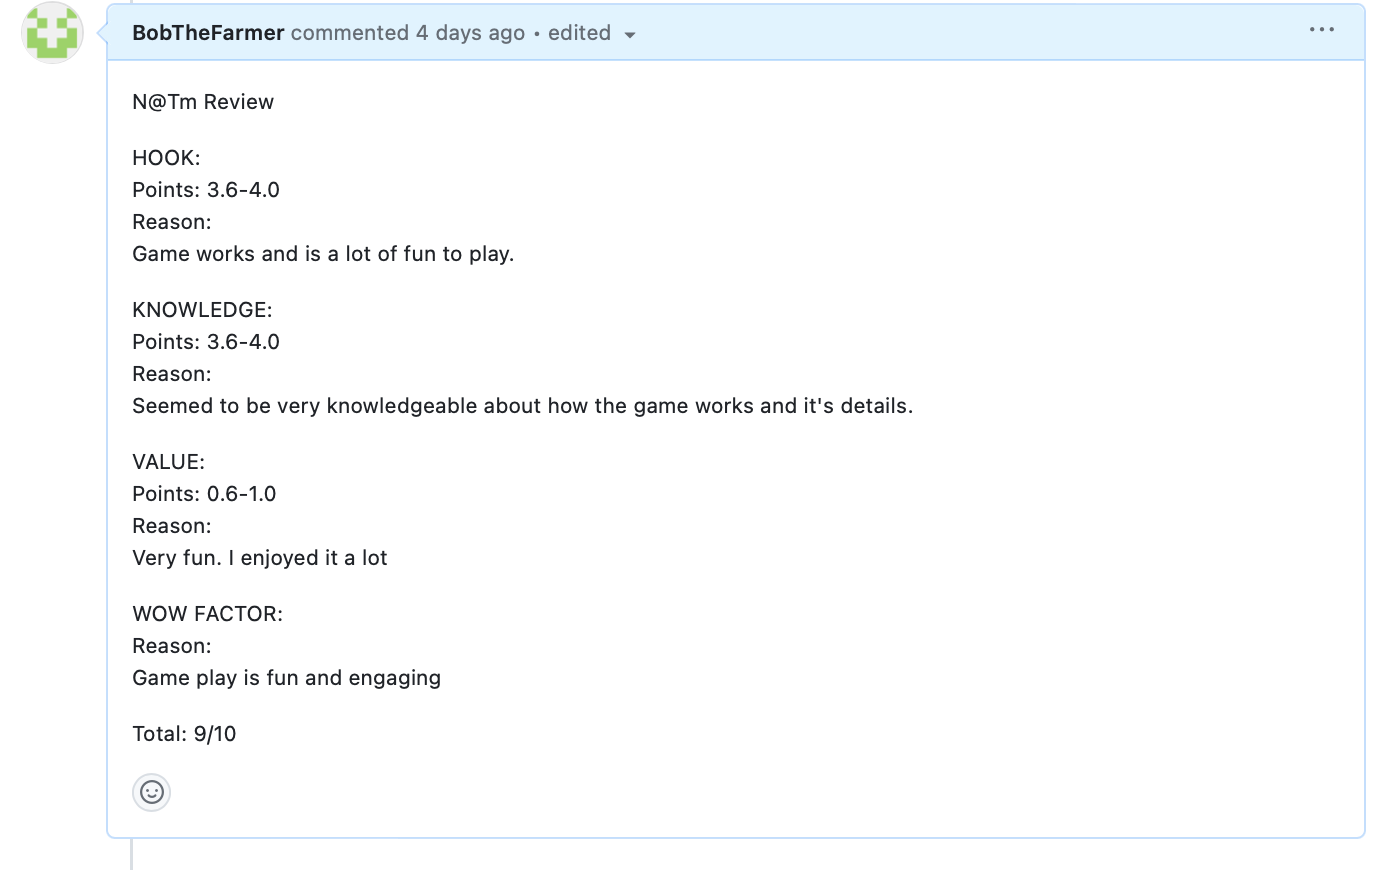 BobTheFarmer commented 4 days ago • edited
N@Tm Review
HOOK:
Points: 3.6-4.0
Reason:
Game works and is a lot of fun to play.
KNOWLEDGE:
Points: 3.6-4.0
Reason:
Seemed to be very knowledgeable about how the game works and it's details.
VALUE:
Points: 0.6-1.0
Reason:
Very fun. I enjoyed it a lot
WOW FACTOR:
Reason:
Game play is fun and engaging
Total: 9/10